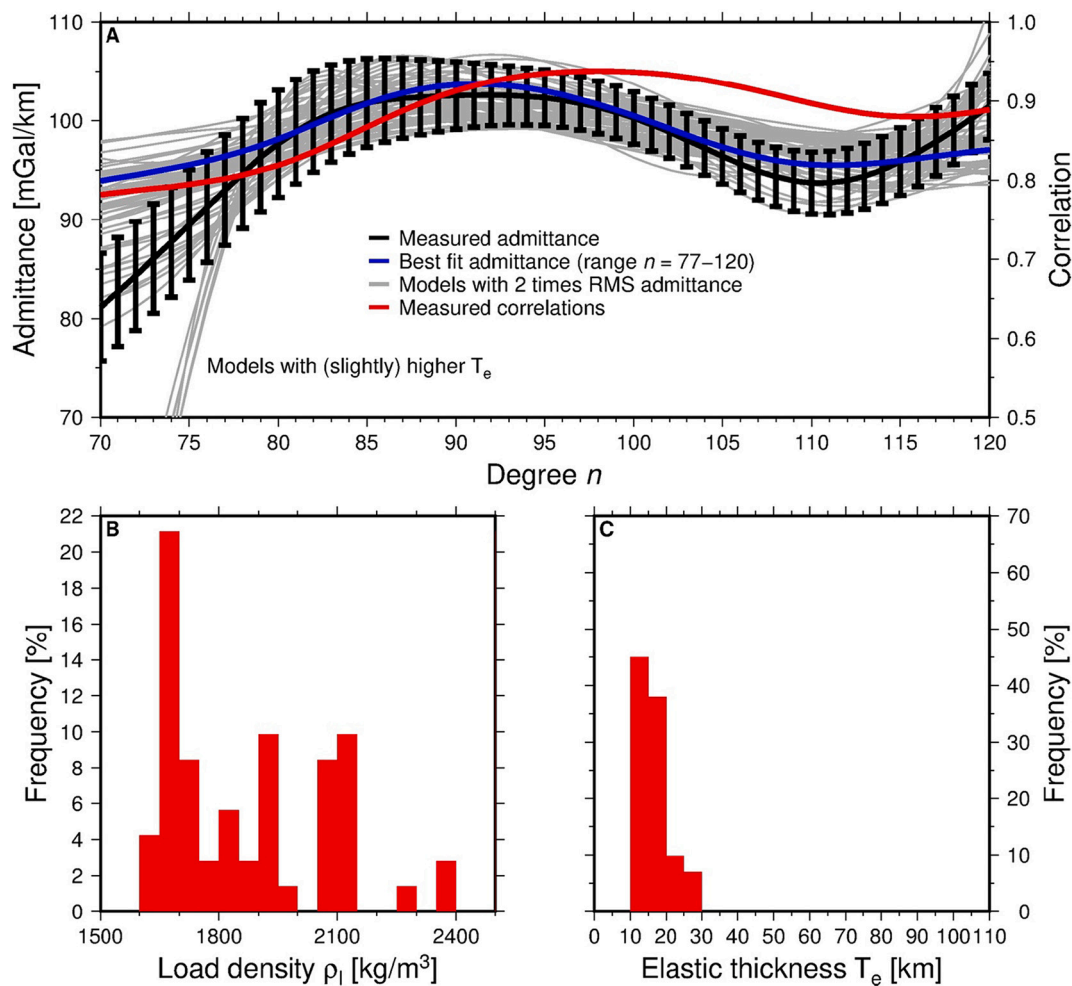 A
110
100
90
80
70
Admittance [mGal/km]
1.0
0.9
0.8
0.7
0.6
0.5
Correlation
Measured admittance
Best fit admittance (range n = 77–120)
Models with 2 times RMS admittance
Measured correlations
Models with (slightly) higher Te
70 75 80 85 90 95 100 105 110 115 120
Degree n
B
22
20
18
16
14
12
10
8
6
4
2
0
Frequency [%]
1500 1800 2100 2400
Load density ρl [kg/m³]
C
70
60
50
40
30
20
10
0
Frequency [%]
0 10 20 30 40 50 60 70 80 90 100 110
Elastic thickness Te [km]